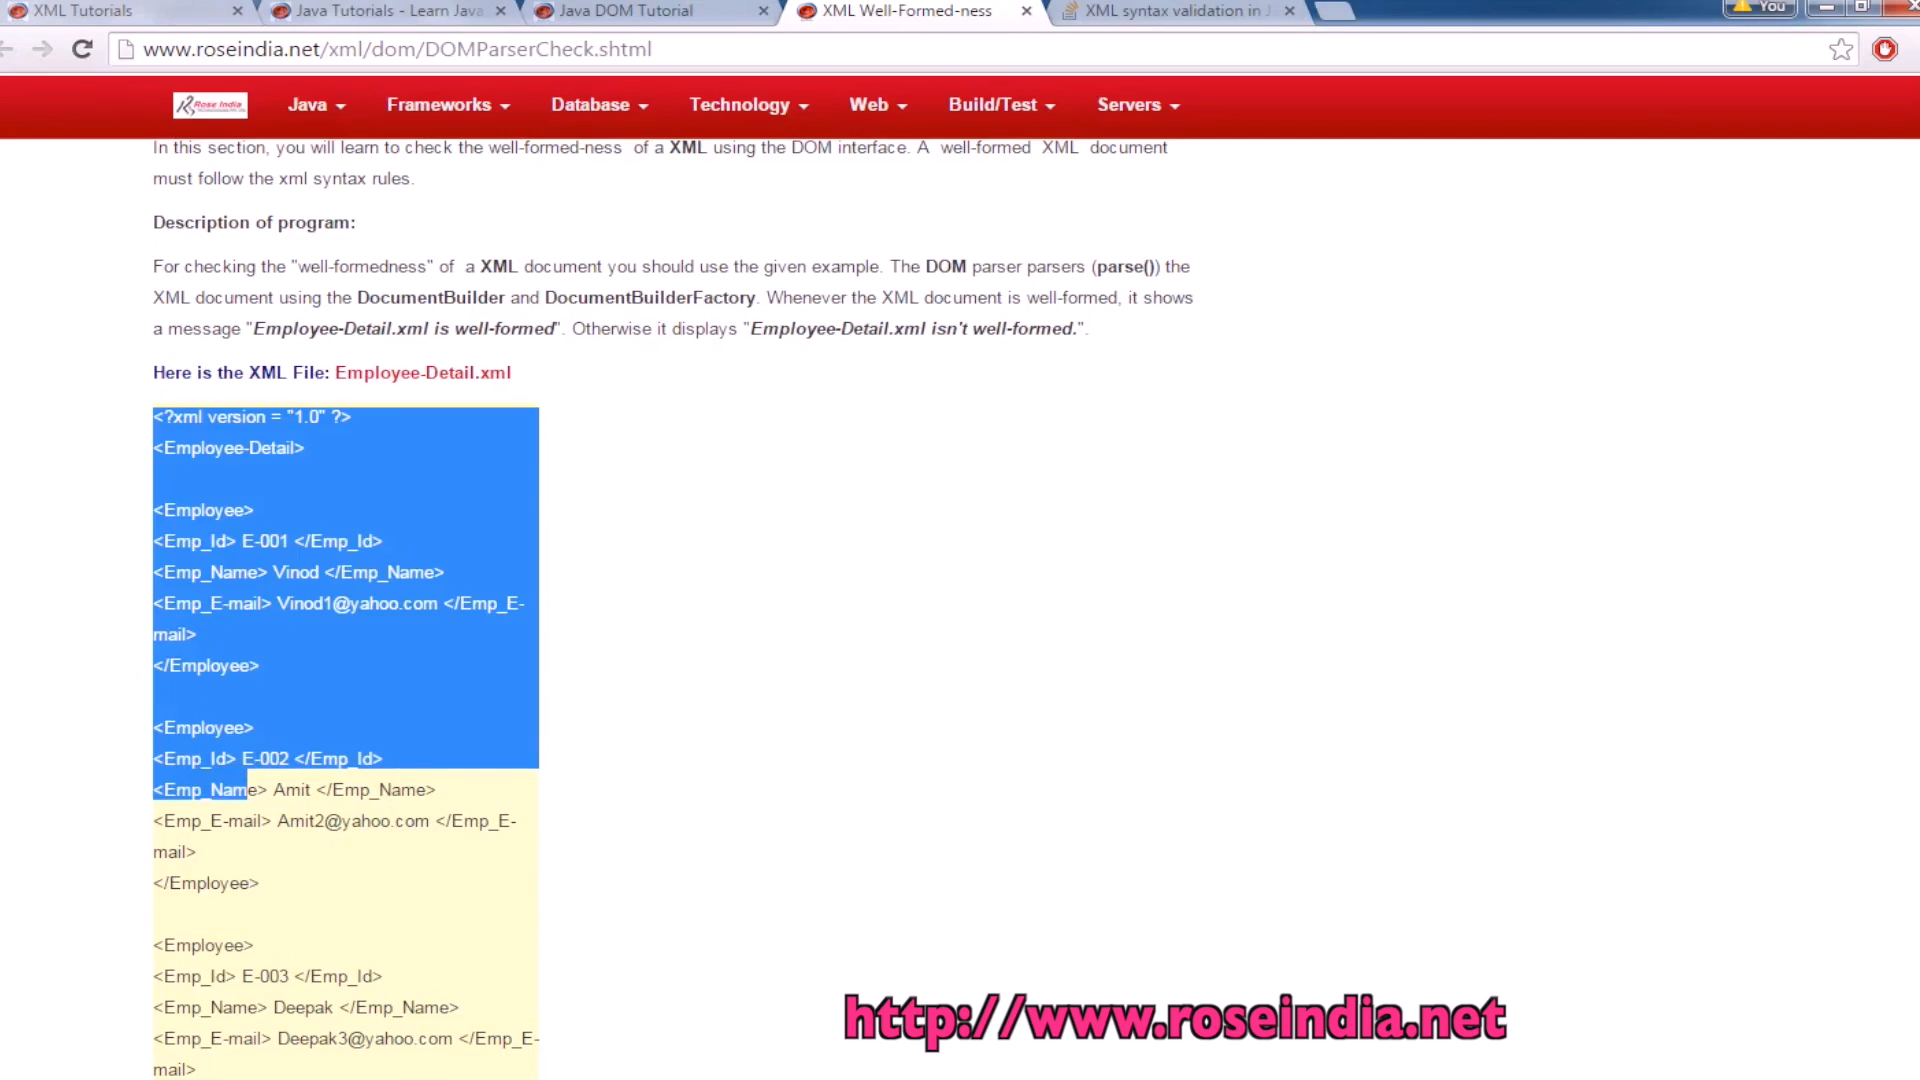 XML Tutorials
Java Tutorials - Learn Java
Java DOM Tutorial
XML Well-Formed-ness
XML syntax validation in J
You
www.roseindia.net/xml/dom/DOMParserCheck.shtml
Rose India
Java
Frameworks
Database
Technology
Web
Build/Test
Servers
In this section, you will learn to check the well-formed-ness of a XML using the DOM interface. A well-formed XML document
must follow the xml syntax rules.
Description of program:
For checking the "well-formedness" of a XML document you should use the given example. The DOM parser parsers (parse()) the
XML document using the DocumentBuilder and DocumentBuilderFactory. Whenever the XML document is well-formed, it shows
a message "Employee-Detail.xml is well-formed". Otherwise it displays "Employee-Detail.xml isn't well-formed.".
Here is the XML File: Employee-Detail.xml
<?xml version = "1.0" ?>
<Employee-Detail>
<Employee>
<Emp_Id> E-001 </Emp_Id>
<Emp_Name> Vinod </Emp_Name>
<Emp_E-mail> Vinod1@yahoo.com </Emp_E-
mail>
</Employee>
<Employee>
<Emp_Id> E-002 </Emp_Id>
<Emp_Name> Amit </Emp_Name>
<Emp_E-mail> Amit2@yahoo.com </Emp_E-
mail>
</Employee>
<Employee>
<Emp_Id> E-003 </Emp_Id>
<Emp_Name> Deepak </Emp_Name>
<Emp_E-mail> Deepak3@yahoo.com </Emp_E-
mail>
http://www.roseindia.net